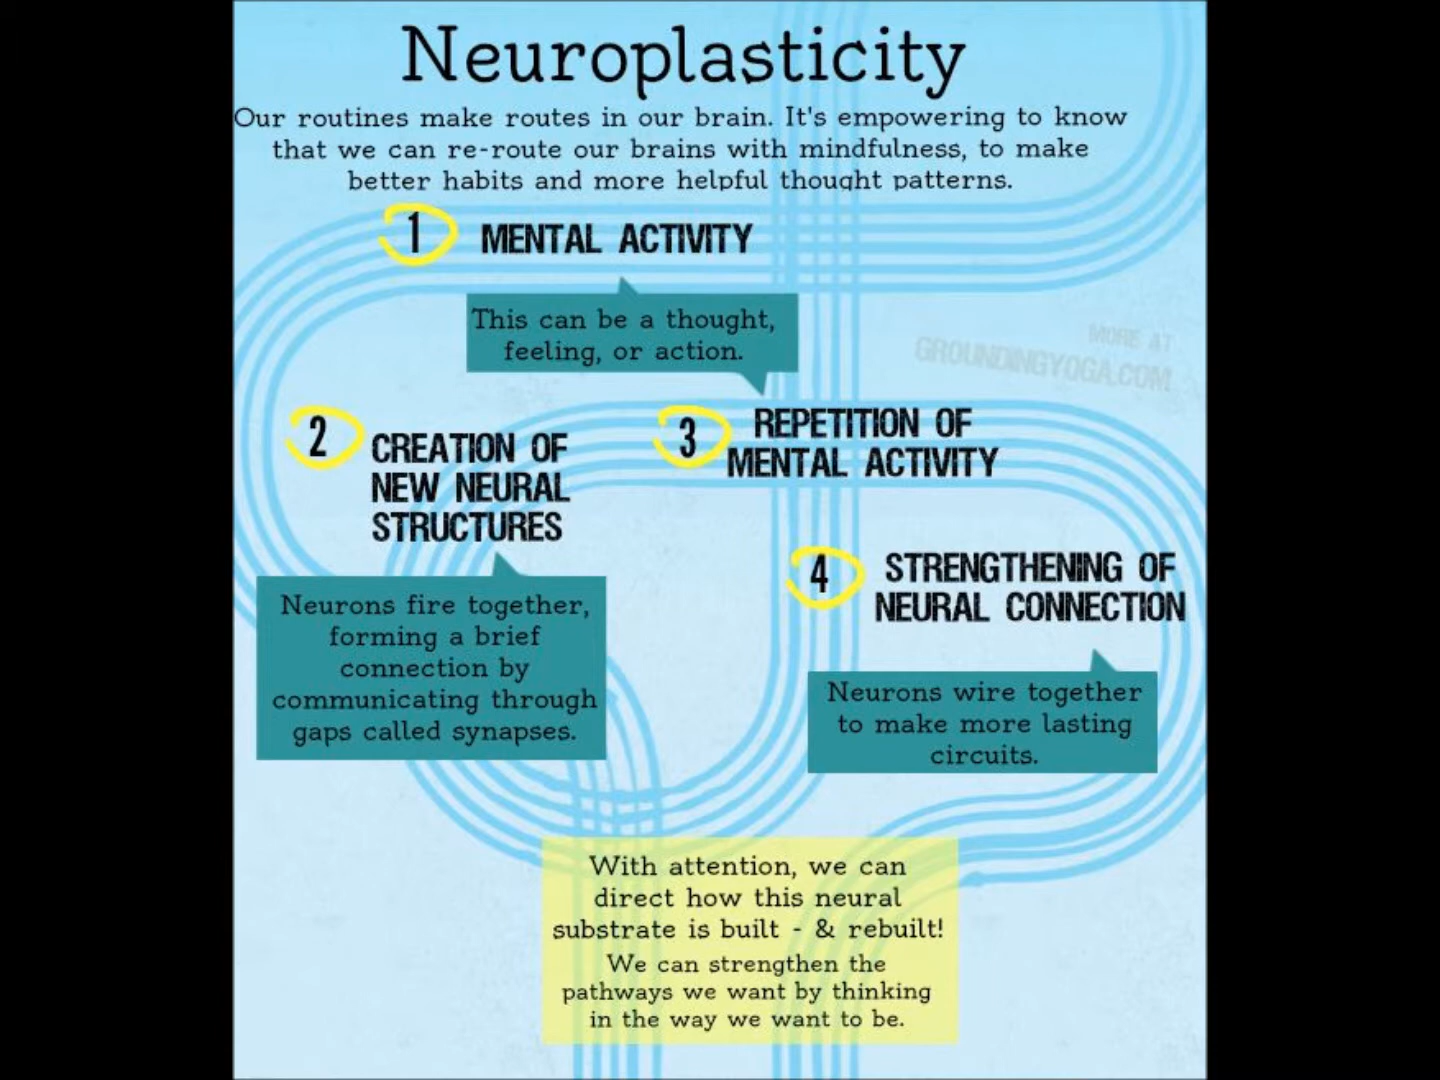 Neuroplasticity
Our routines make routes in our brain. It's empowering to know
that we can re-route our brains with mindfulness, to make
better habits and more helpful thought patterns.
1 MENTAL ACTIVITY
This can be a thought,
feeling, or action.
MORE AT
GROUNDINGYOGA.COM
2 CREATION OF
NEW NEURAL
STRUCTURES
Neurons fire together,
forming a brief
connection by
communicating through
gaps called synapses.
3 REPETITION OF
MENTAL ACTIVITY
4 STRENGTHENING OF
NEURAL CONNECTION
Neurons wire together
to make more lasting
circuits.
With attention, we can
direct how this neural
substrate is built - & rebuilt!
We can strengthen the
pathways we want by thinking
in the way we want to be.